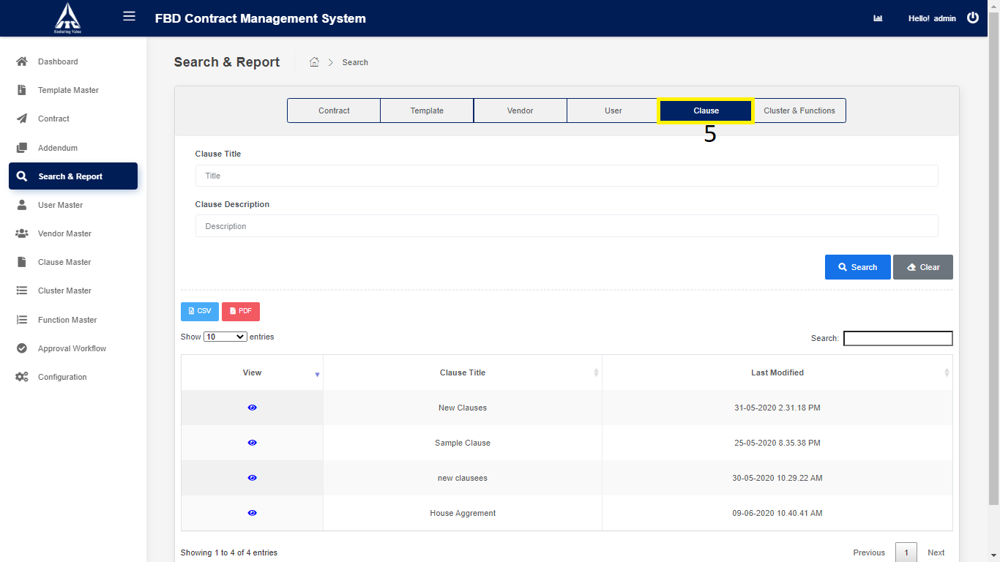 ITC
Enduring Value
FBD Contract Management System
Hello! admin
Dashboard
Template Master
Contract
Addendum
Search & Report
User Master
Vendor Master
Clause Master
Cluster Master
Function Master
Approval Workflow
Configuration
Search & Report
Search
Contract Template Vendor User Clause Cluster & Functions
5
Clause Title
Title
Clause Description
Description
Search Clear
CSV PDF
Show 10 entries
Search:
View Clause Title Last Modified
New Clauses 31-05-2020 2.31.18 PM
Sample Clause 25-05-2020 8.35.38 PM
new clausees 30-05-2020 10.29.22 AM
House Aggrement 09-06-2020 10.40.41 AM
Showing 1 to 4 of 4 entries
Previous 1 Next